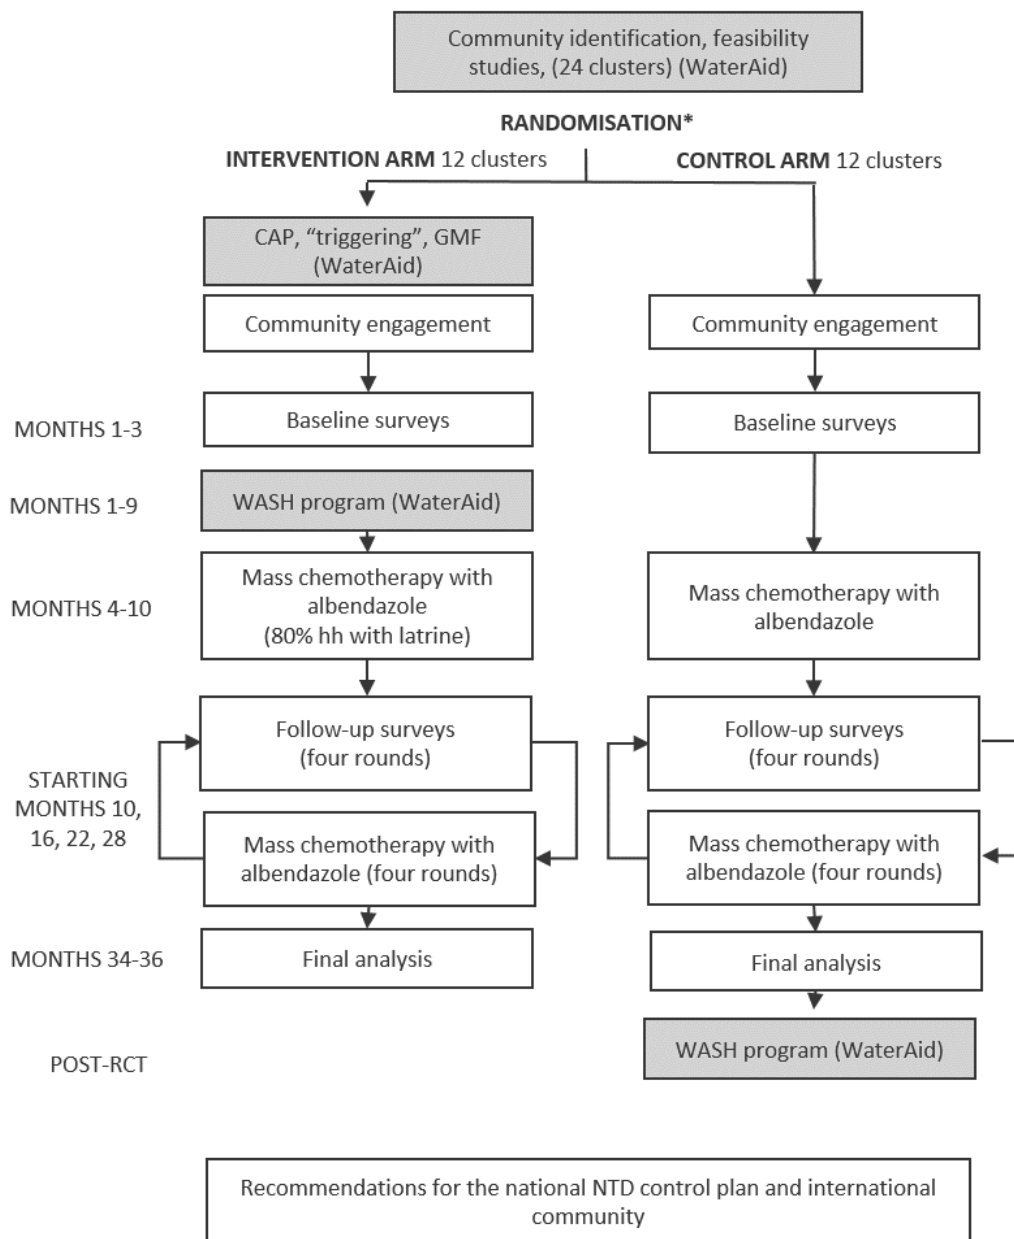 Community identification, feasibility
studies, (24 clusters) (WaterAid)
RANDOMISATION*
INTERVENTION ARM 12 clusters
CONTROL ARM 12 clusters
CAP, “triggering”, GMF
(WaterAid)
Community engagement
Community engagement
MONTHS 1-3
Baseline surveys
Baseline surveys
MONTHS 1-9
WASH program (WaterAid)
MONTHS 4-10
Mass chemotherapy with
albendazole
(80% hh with latrine)
Mass chemotherapy with
albendazole
STARTING
MONTHS 10,
16, 22, 28
Follow-up surveys
(four rounds)
Follow-up surveys
(four rounds)
Mass chemotherapy with
albendazole (four rounds)
Mass chemotherapy with
albendazole (four rounds)
MONTHS 34-36
Final analysis
Final analysis
POST-RCT
WASH program (WaterAid)
Recommendations for the national NTD control plan and international
community